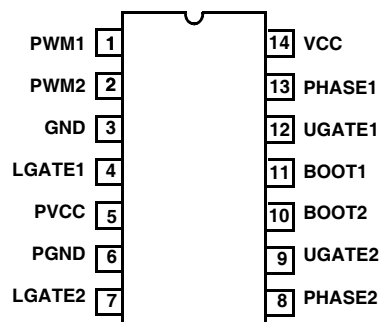 PWM1 1 14 VCC
PWM2 2 13 PHASE1
GND 3 12 UGATE1
LGATE1 4 11 BOOT1
PVCC 5 10 BOOT2
PGND 6 9 UGATE2
LGATE2 7 8 PHASE2